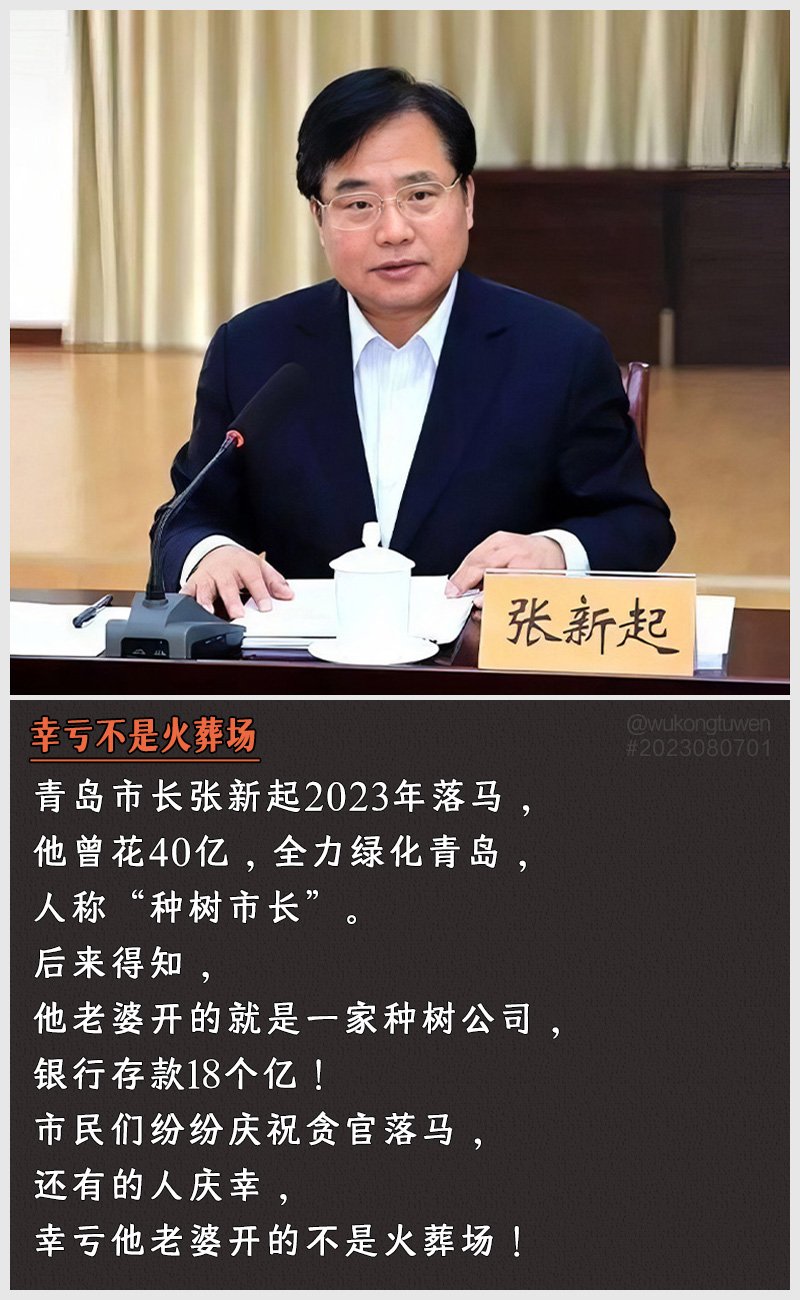 张新起
幸亏不是火葬场
@wukongtuwen
#2023080701
青岛市长张新起2023年落马，
他曾花40亿，全力绿化青岛，
人称“种树市长”。
后来得知，
他老婆开的就是一家种树公司，
银行存款18个亿！
市民们纷纷庆祝贪官落马，
还有的人庆幸，
幸亏他老婆开的不是火葬场！